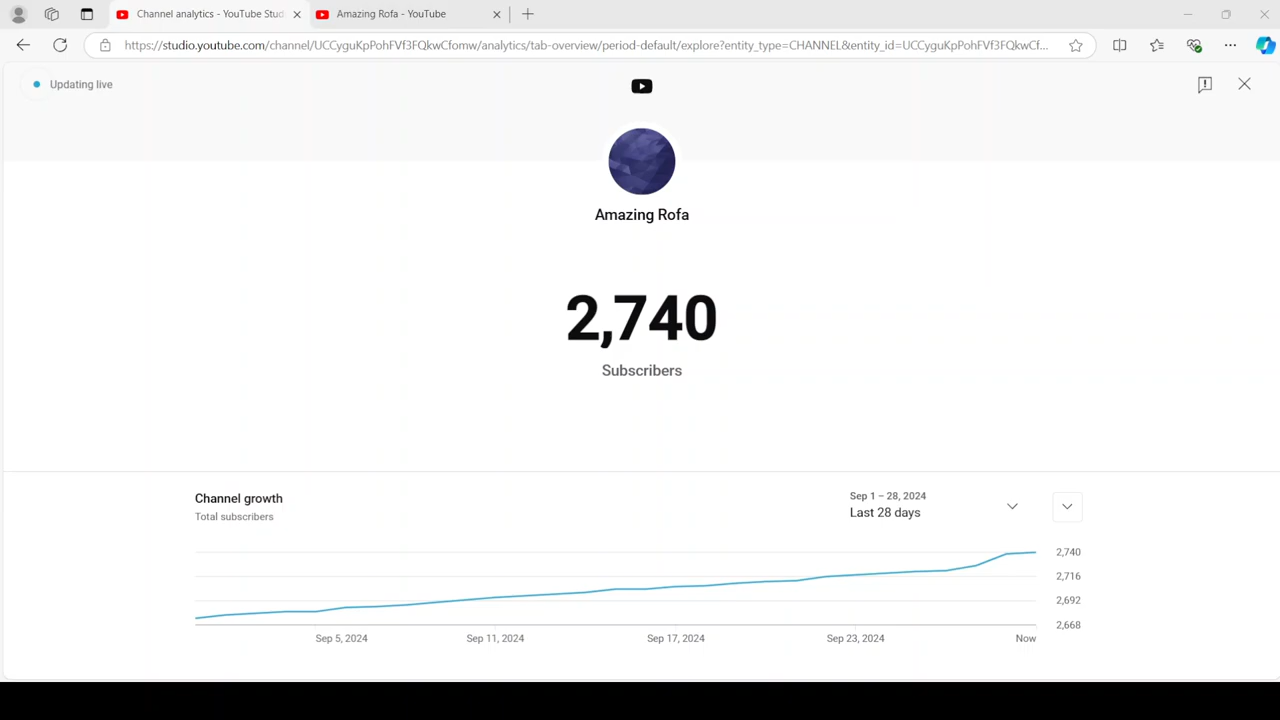 Channel analytics - YouTube Stud
Amazing Rofa - YouTube
https://studio.youtube.com/channel/UCCyguKpPohFVf3FQkwCfomw/analytics/tab-overview/period-default/explore?entity_type=CHANNEL&entity_id=UCCyguKpPohFVf3FQkwCf...
Updating live
Amazing Rofa
2,740
Subscribers
Channel growth
Total subscribers
Sep 1 – 28, 2024
Last 28 days
2,740
2,716
2,692
2,668
Sep 5, 2024
Sep 11, 2024
Sep 17, 2024
Sep 23, 2024
Now